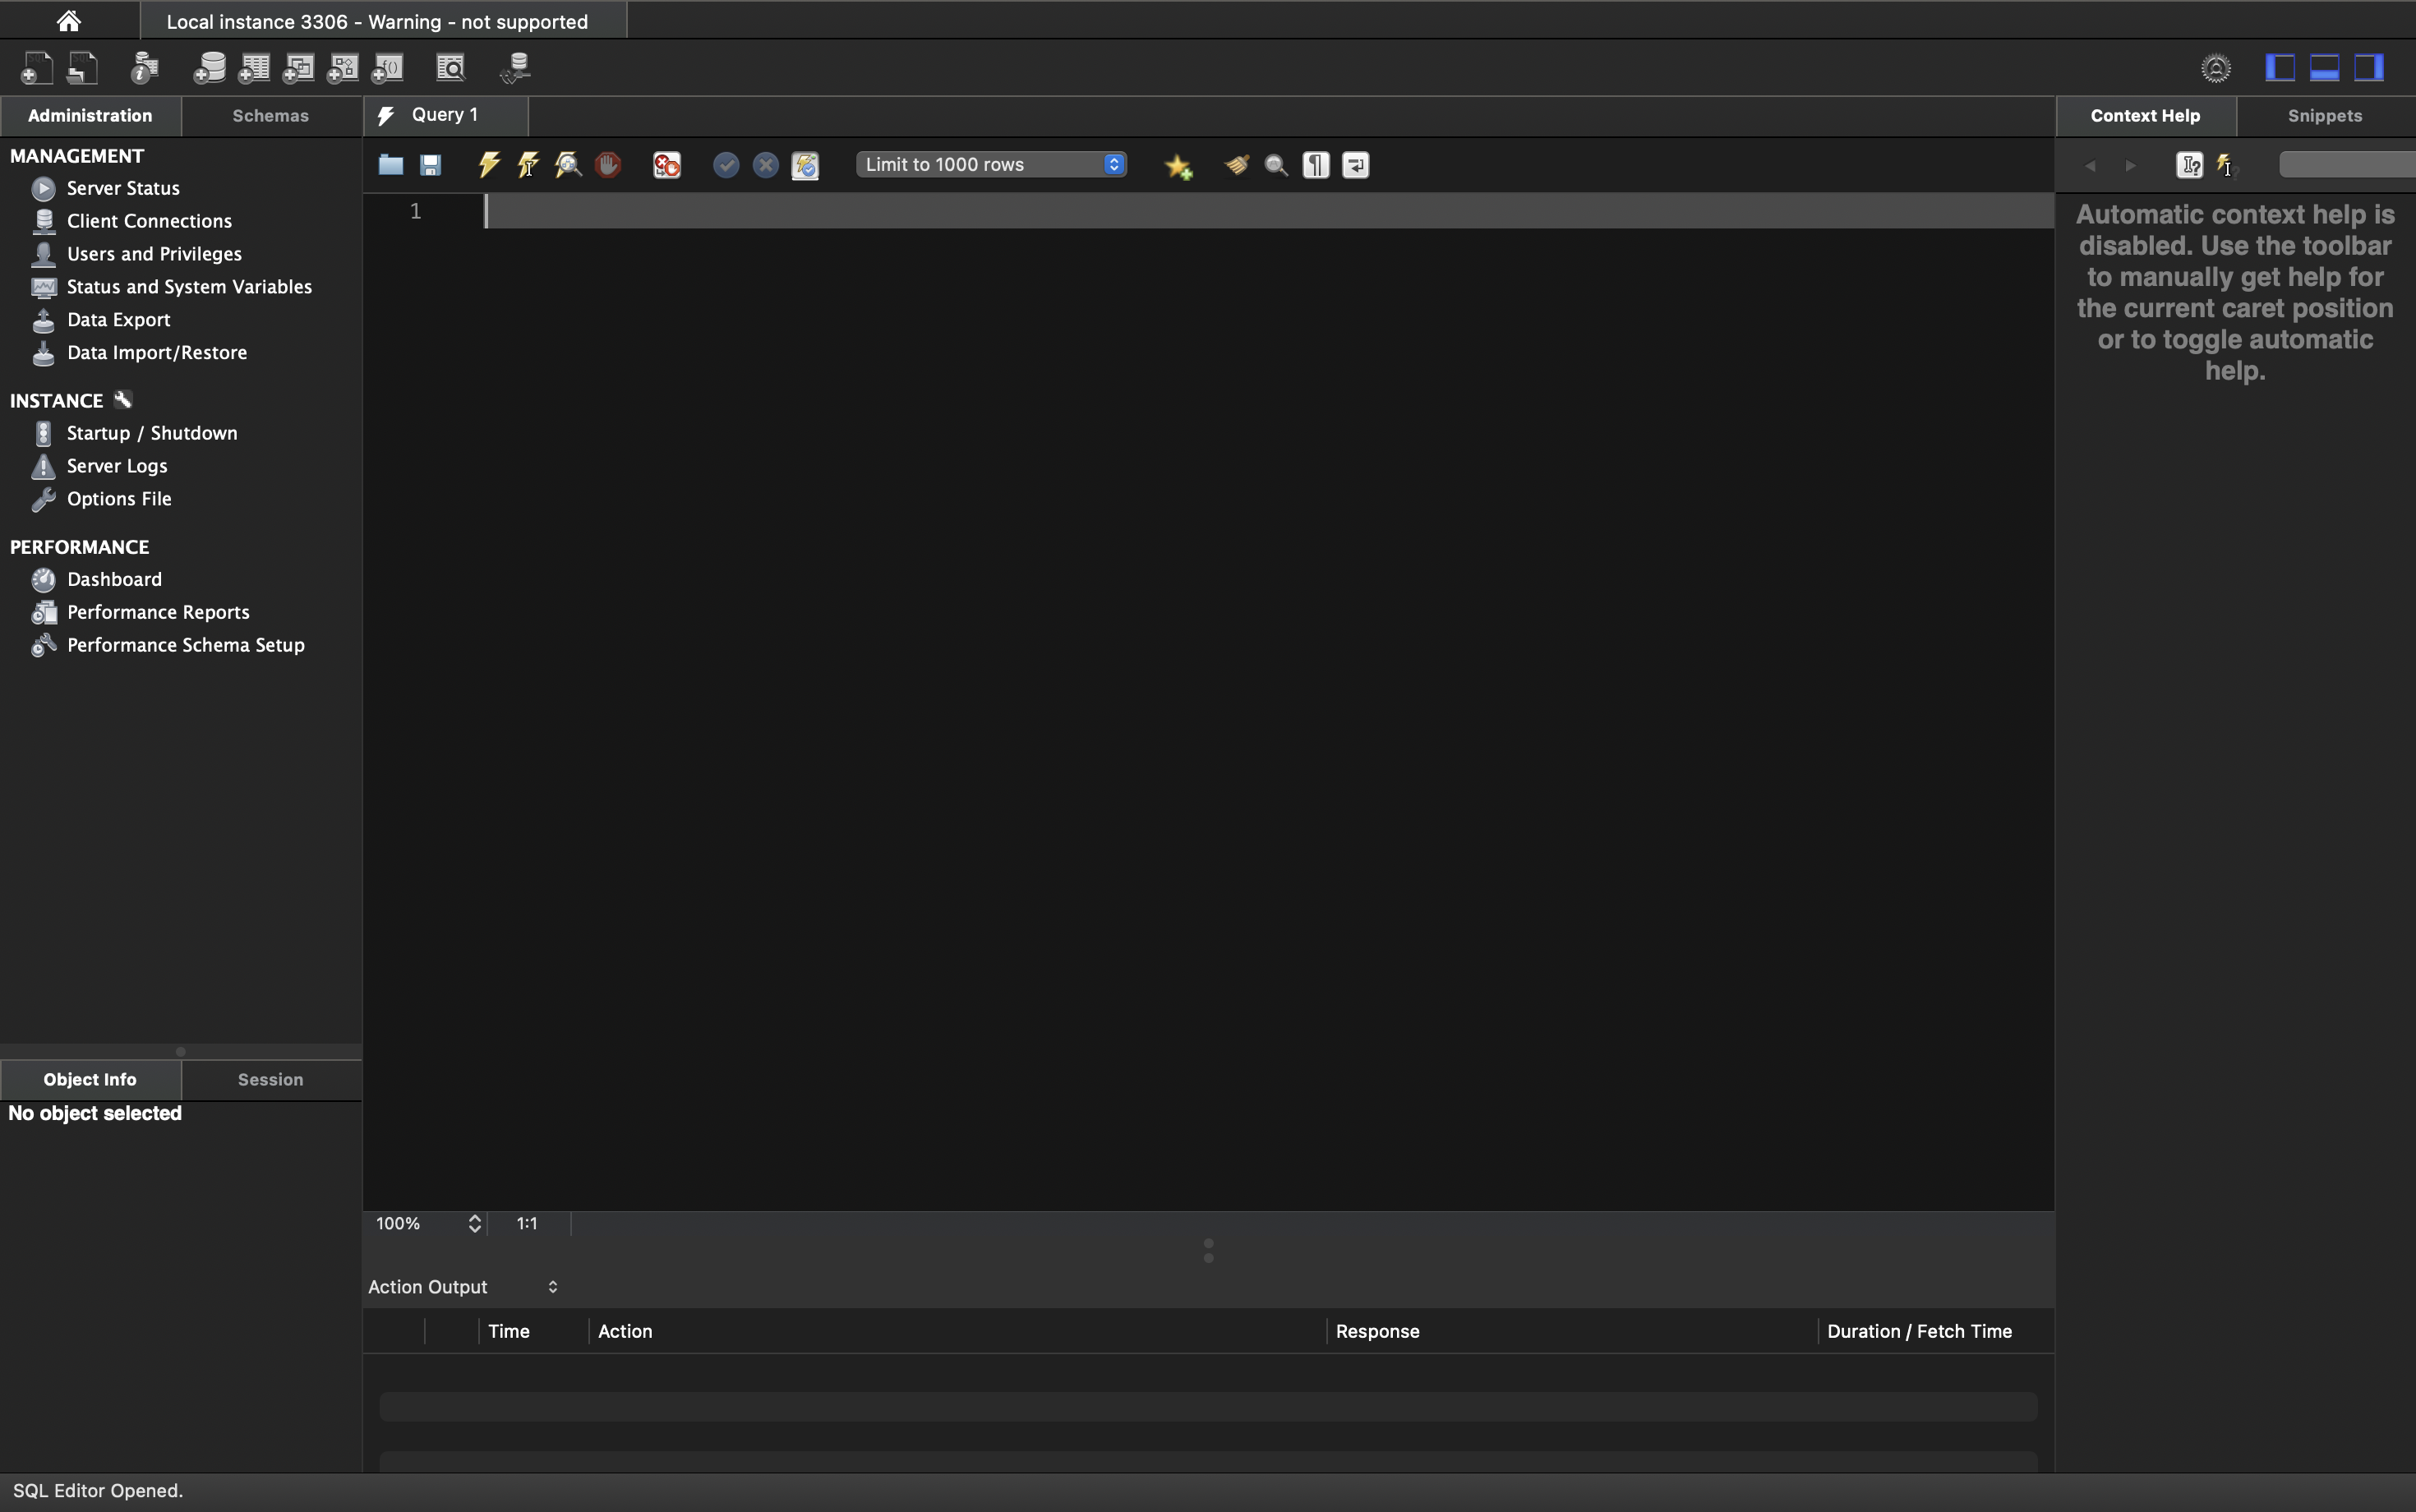 Local instance 3306 - Warning - not supported
Administration
Schemas
Query 1
Context Help
Snippets
MANAGEMENT
Server Status
Client Connections
Users and Privileges
Status and System Variables
Data Export
Data Import/Restore
INSTANCE
Startup / Shutdown
Server Logs
Options File
PERFORMANCE
Dashboard
Performance Reports
Performance Schema Setup
Limit to 1000 rows
1
Automatic context help is
disabled. Use the toolbar
to manually get help for
the current caret position
or to toggle automatic
help.
Object Info
Session
No object selected
100%
1:1
Action Output
Time
Action
Response
Duration / Fetch Time
SQL Editor Opened.